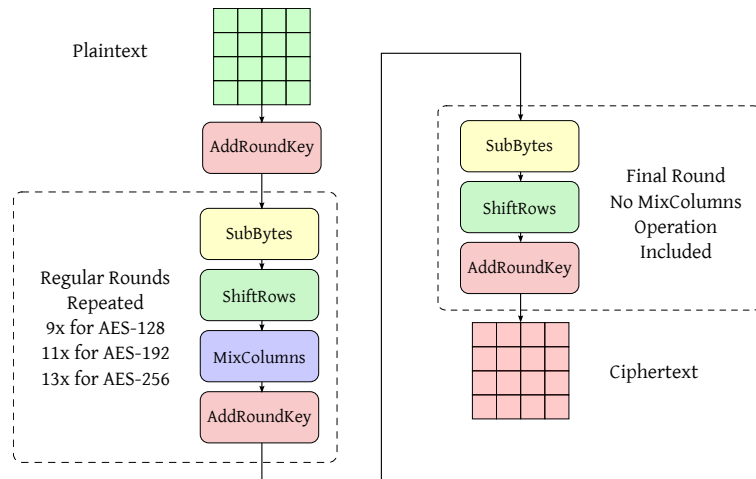 Plaintext
AddRoundKey
SubBytes
ShiftRows
MixColumns
AddRoundKey
Regular Rounds
Repeated
9x for AES-128
11x for AES-192
13x for AES-256
SubBytes
ShiftRows
AddRoundKey
Final Round
No MixColumns
Operation
Included
Ciphertext